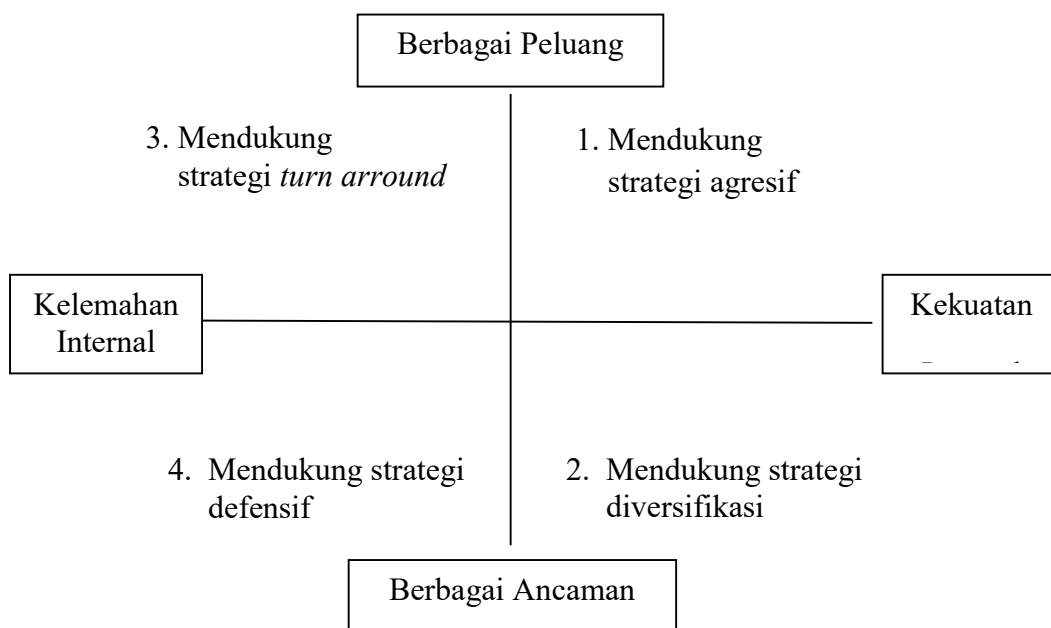 Berbagai Peluang
3. Mendukung
strategi turn arround
1. Mendukung
strategi agresif
Kelemahan
Internal
Kekuatan
4. Mendukung strategi
defensif
2. Mendukung strategi
diversifikasi
Berbagai Ancaman